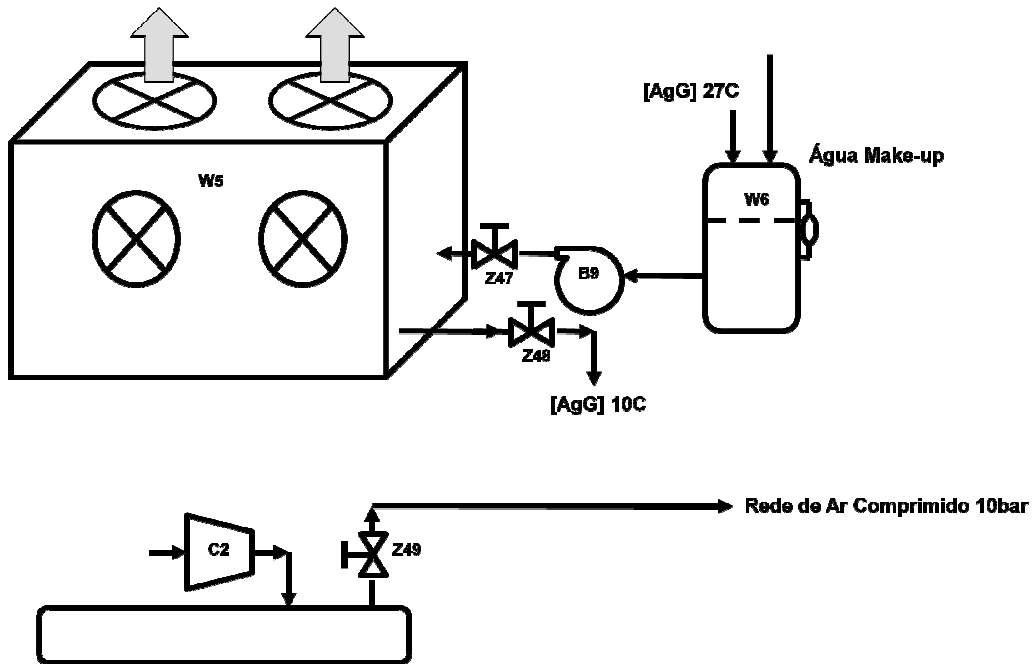 [AgG] 27C
Água Make-up
W5
W6
Z47
B9
Z48
[AgG] 10C
Rede de Ar Comprimido 10bar
C2
Z49